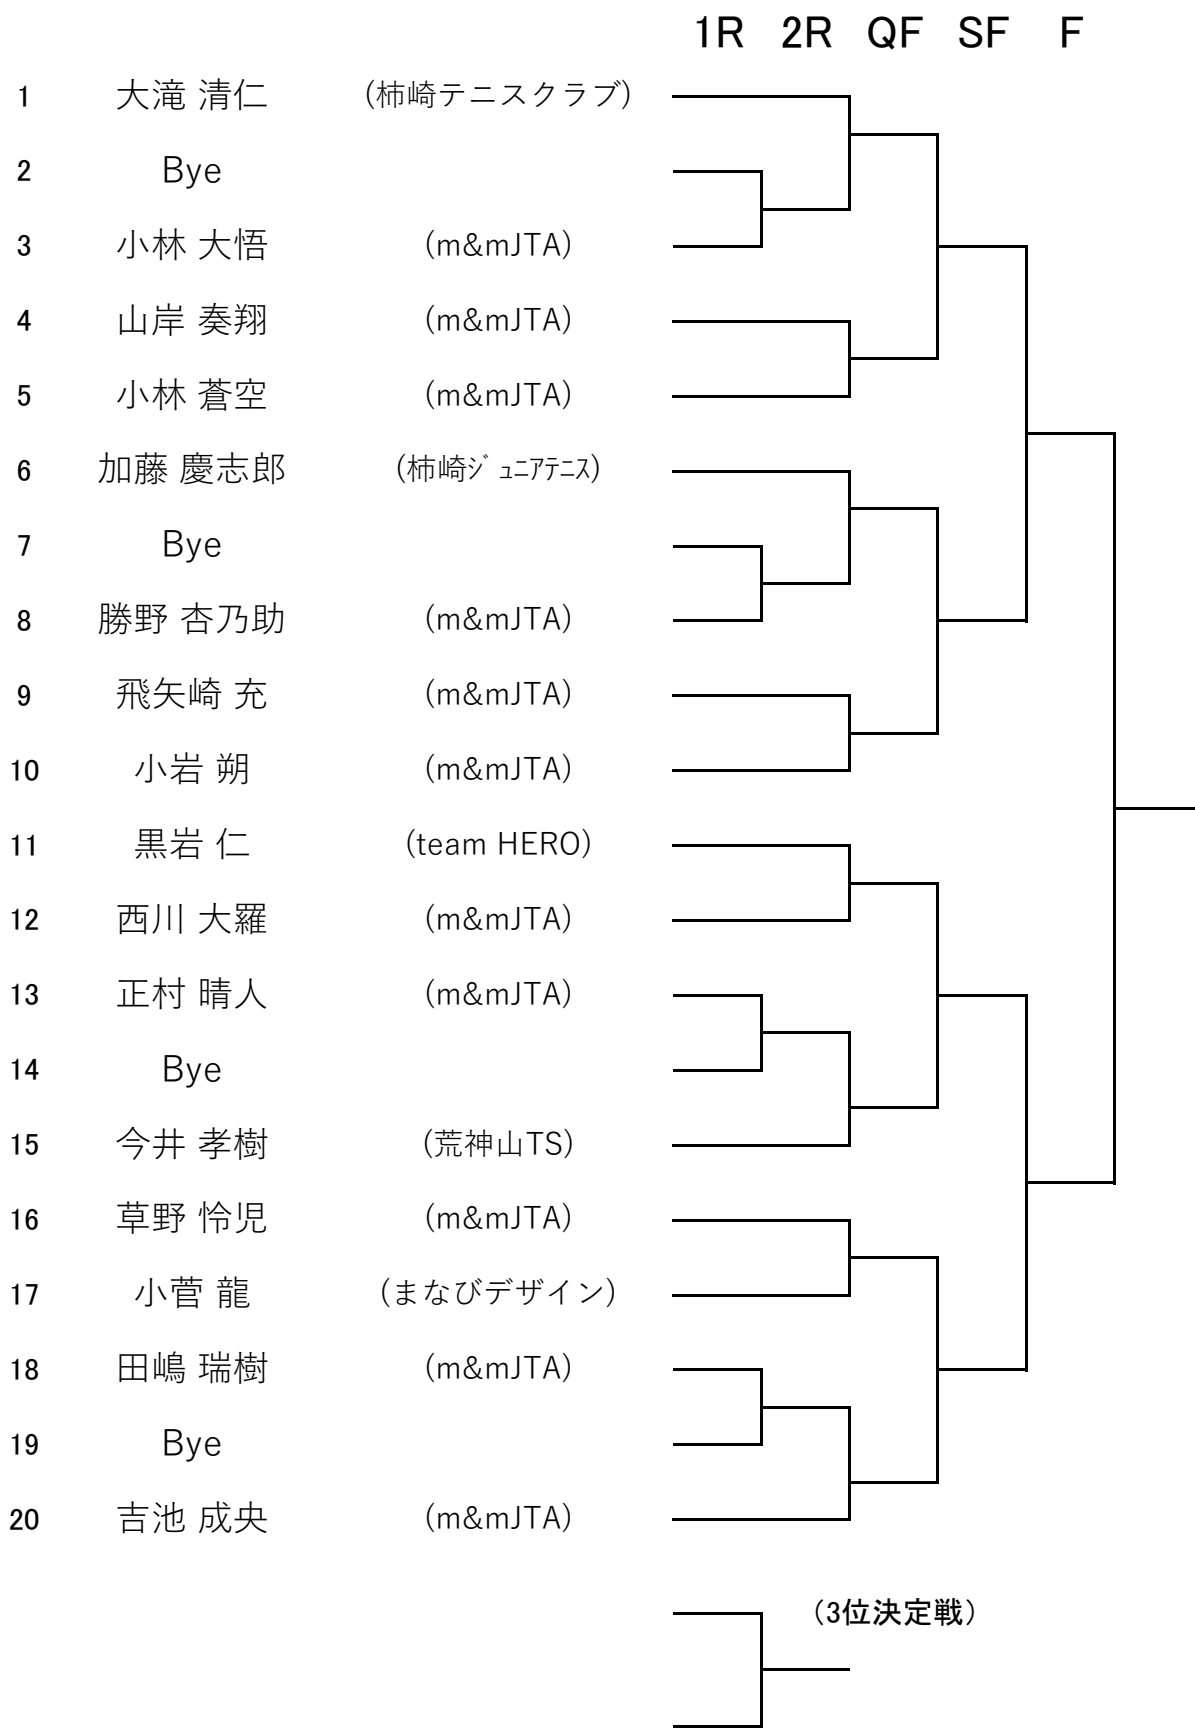 1R 2R QF SF F
1 大滝 清仁 (柿崎テニスクラブ)
2 Bye
3 小林 大悟 (m&mJTA)
4 山岸 奏翔 (m&mJTA)
5 小林 蒼空 (m&mJTA)
6 加藤 慶志郎 (柿崎ｼﾞｭﾆｱﾃﾆｽ)
7 Bye
8 勝野 杏乃助 (m&mJTA)
9 飛矢崎 充 (m&mJTA)
10 小岩 朔 (m&mJTA)
11 黒岩 仁 (team HERO)
12 西川 大羅 (m&mJTA)
13 正村 晴人 (m&mJTA)
14 Bye
15 今井 孝樹 (荒神山TS)
16 草野 怜児 (m&mJTA)
17 小菅 龍 (まなびデザイン)
18 田嶋 瑞樹 (m&mJTA)
19 Bye
20 吉池 成央 (m&mJTA)
（3位決定戦）